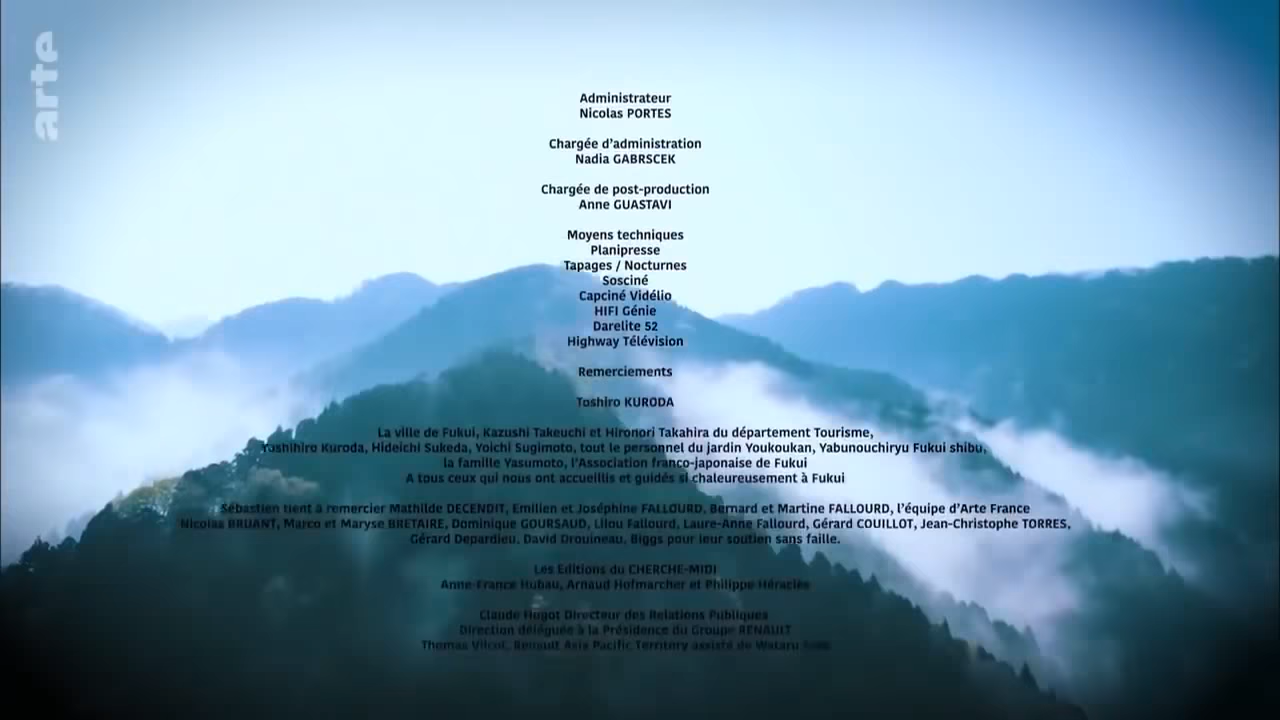 arte
Administrateur
Nicolas PORTES
Chargée d'administration
Nadia GABRSCEK
Chargée de post-production
Anne GUASTAVI
Moyens techniques
Planipresse
Tapages / Nocturnes
Sosciné
Capciné Vidélio
HIFI Génie
Darelite 52
Highway Télévision
Remerciements
Toshiro KURODA
La ville de Fukui, Kazushi Takeuchi et Hironori Takahira du département Tourisme,
Yoshihiro Kuroda, Hideichi Sukeda, Yoichi Sugimoto, tout le personnel du jardin Youkoukan, Yabunouchiryu Fukui shibu,
la famille Yasumoto, l'Association franco-japonaise de Fukui
A tous ceux qui nous ont accueillis et guidés si chaleureusement à Fukui
Sébastien tient à remercier Mathilde DECENDIT, Emilien et Joséphine FALLOURD, Bernard et Martine FALLOURD, l'équipe d'Arte France
Nicolas BRUANT, Marco et Maryse BRETAIRE, Dominique GOURSAUD, Lilou Fallourd, Laure-Anne Fallourd, Gérard COUILLOT, Jean-Christophe TORRES,
Gérard Depardieu, David Drouineau, Biggs pour leur soutien sans faille.
Les Editions du CHERCHE-MIDI
Anne-France Hubau, Arnaud Hofmarcher et Philippe Héraclès
Claude Hugot Directeur des Relations Publiques
Direction déléguée à la Présidence du Groupe RENAULT
Thomas Vilcot, Renault Asia Pacific Territory assisté de Wataru